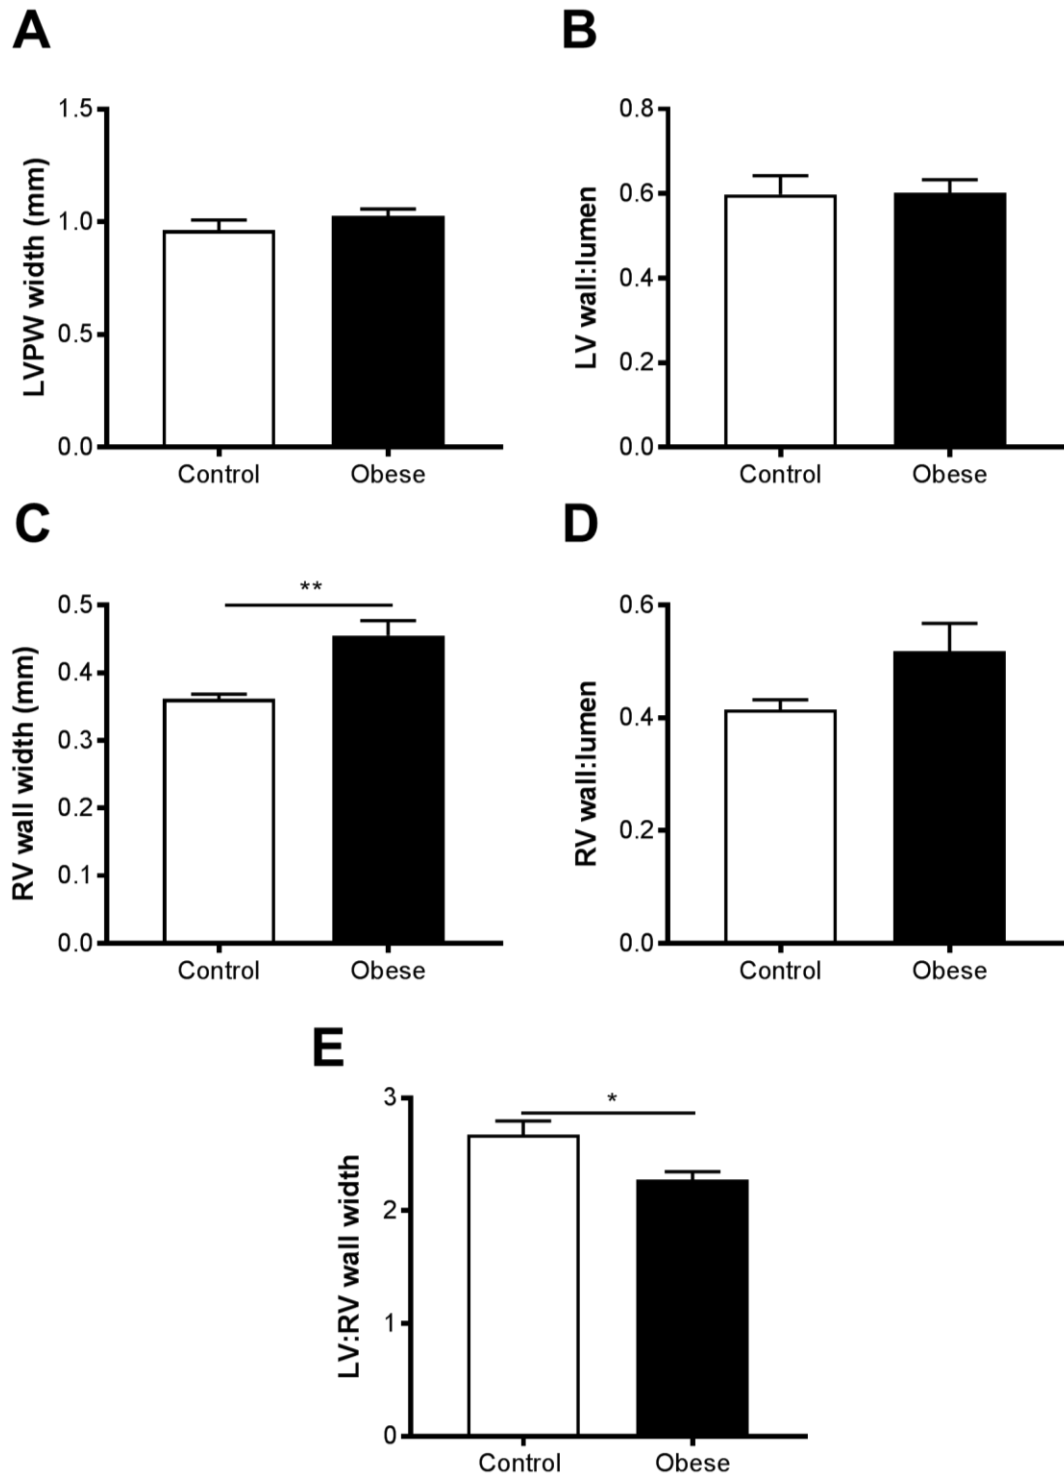 A
LVPW width (mm)
1.5
1.0
0.5
0.0
Control Obese
B
LV wall:lumen
0.8
0.6
0.4
0.2
0.0
Control Obese
C
RV wall width (mm)
0.5
0.4
0.3
0.2
0.1
0.0
**
Control Obese
D
RV wall:lumen
0.6
0.4
0.2
0.0
Control Obese
E
LV:RV wall width
3
2
1
0
*
Control Obese